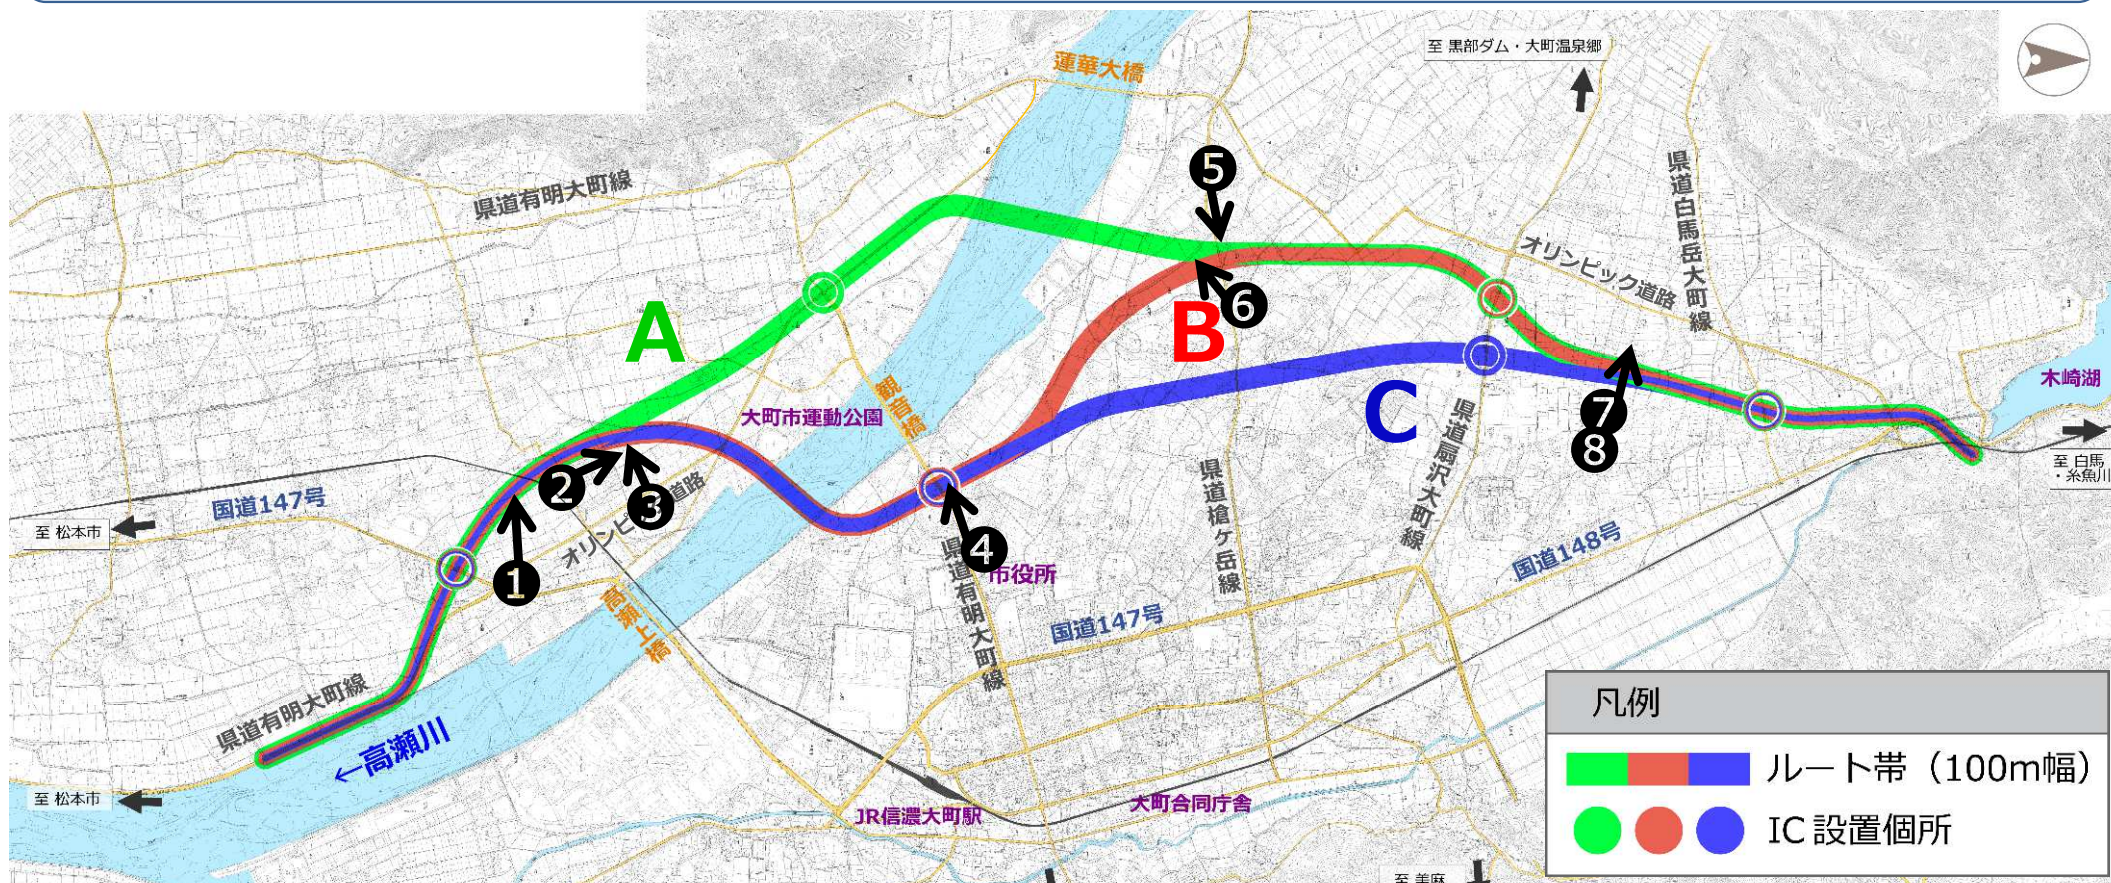 蓮華大橋
至 黒部ダム・大町温泉郷
県道有明大町線
県道白馬岳大町線
オリンピック道路
5
6
A
B
C
観音橋
大町市運動公園
木崎湖
7
8
至 白馬
・糸魚川
国道147号
2
3
オリンピック道路
県道扇沢大町線
県道槍ケ岳線
至 松本市
1
4
市役所
県道有明大町線
国道148号
高瀬上橋
国道147号
県道有明大町線
←高瀬川
至 松本市
JR信濃大町駅
大町合同庁舎
至 美麻
凡例
ルート帯（100m幅）
IC設置個所